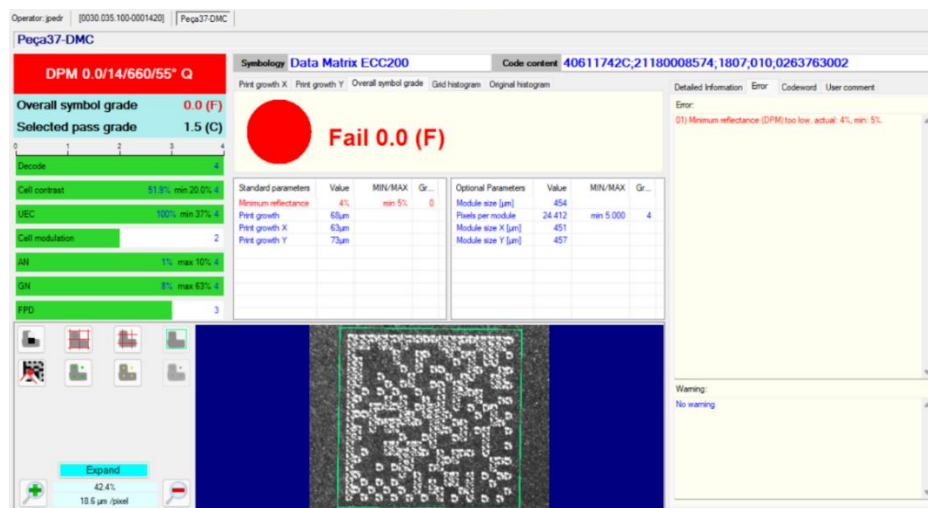 Operator: jpedr [0030.035.100-0001420] Peça37-DMC
Peça37-DMC
DPM 0.0/14/660/55° Q
Overall symbol grade 0.0 (F)
Selected pass grade 1.5 (C)
0 1 2 3 4
Decode 4
Cell contrast 51.9% min 20.0% 4
UEC 100% min 37% 4
Cell modulation 2
AN 1% max 10% 4
GN 8% max 63% 4
FPD 3
Symbology Data Matrix ECC200 Code content 40611742C;21180008574;1807;010;0263763002
Print growth X Print growth Y Overall symbol grade Grid histogram Original histogram
Fail 0.0 (F)
Standard parameters Value MIN/MAX Gr...
Minimum reflectance 4% min 5% 0
Print growth 68µm
Print growth X 63µm
Print growth Y 73µm
Optional Parameters Value MIN/MAX Gr...
Module size [µm] 454
Pixels per module 24.412 min 5.000 4
Module size X [µm] 451
Module size Y [µm] 457
Detailed Information Error Codeword User comment
Error:
01) Minimum reflectance (DPM) too low, actual: 4%, min: 5%.
Warning:
No warning
Expand
42.4%
18.6 µm /pixel